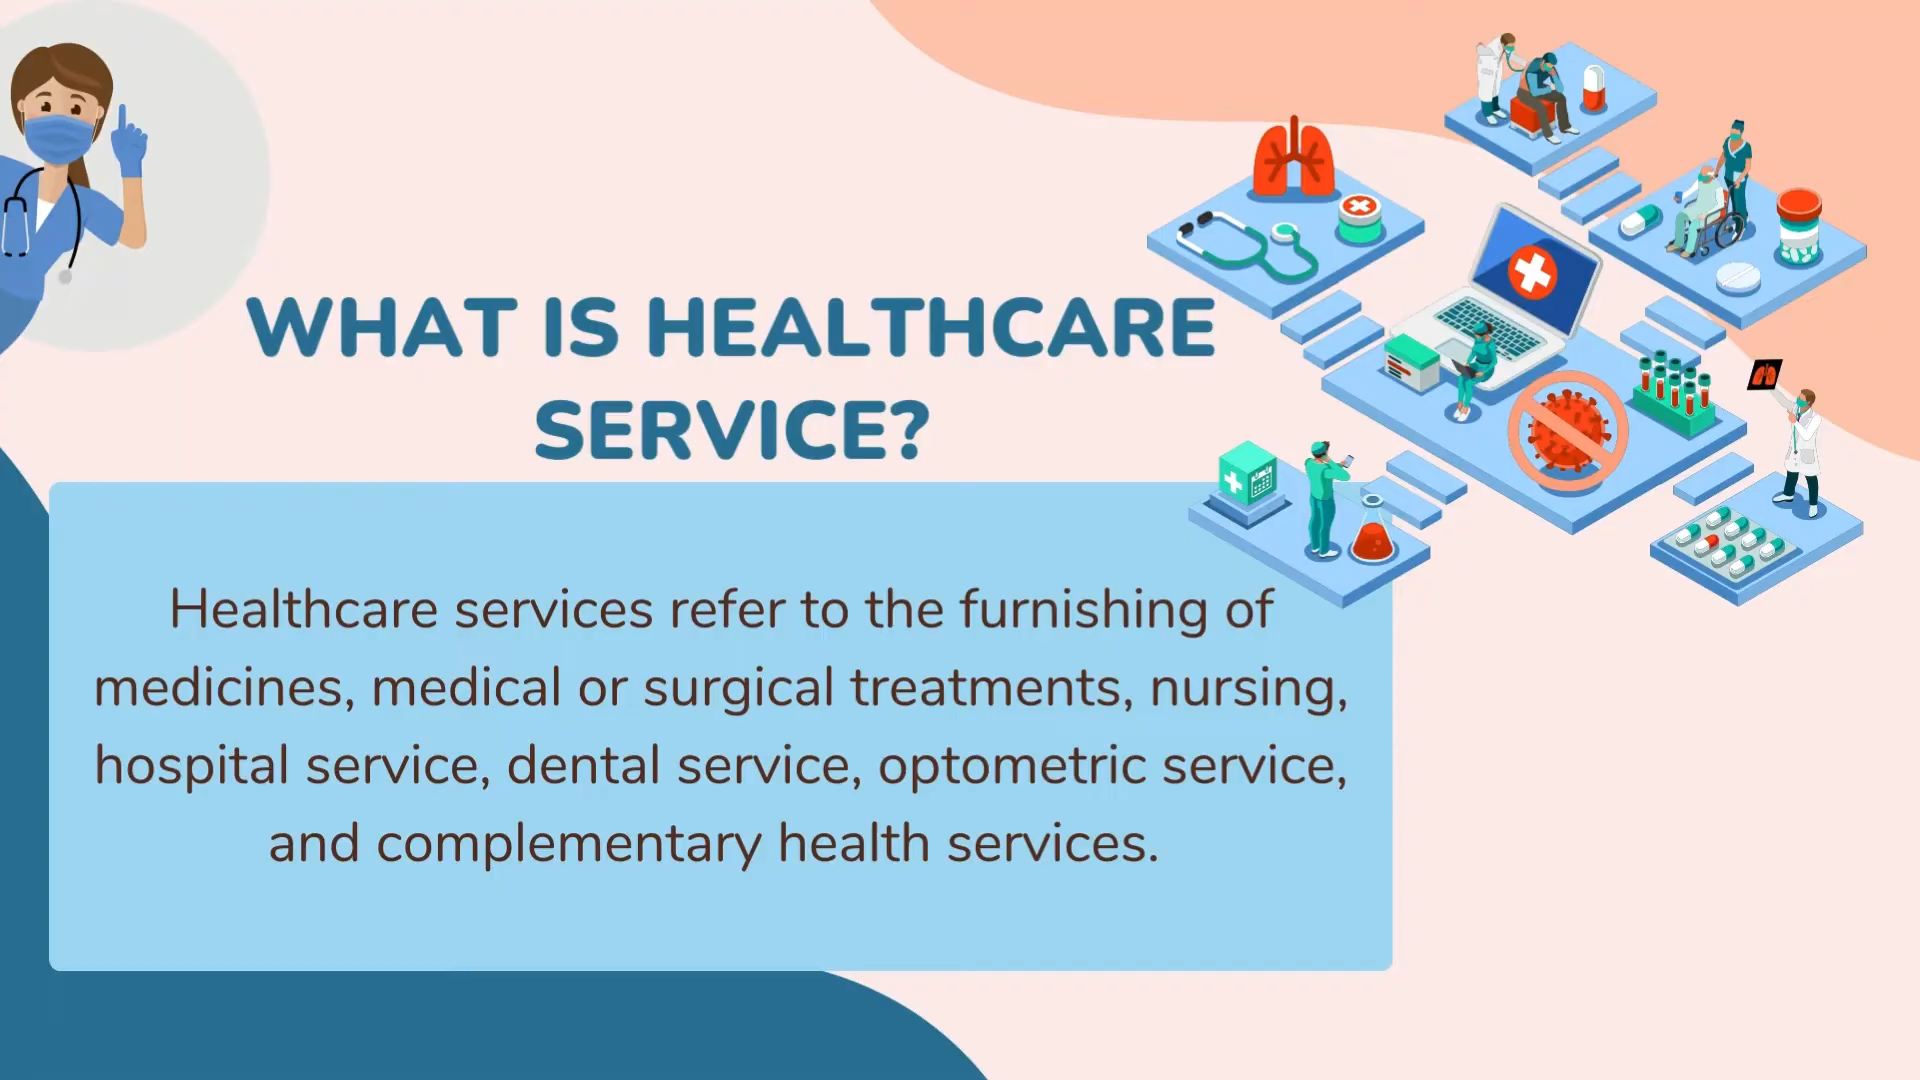 WHAT IS HEALTHCARE
SERVICE?
Healthcare services refer to the furnishing of
medicines, medical or surgical treatments, nursing,
hospital service, dental service, optometric service,
and complementary health services.